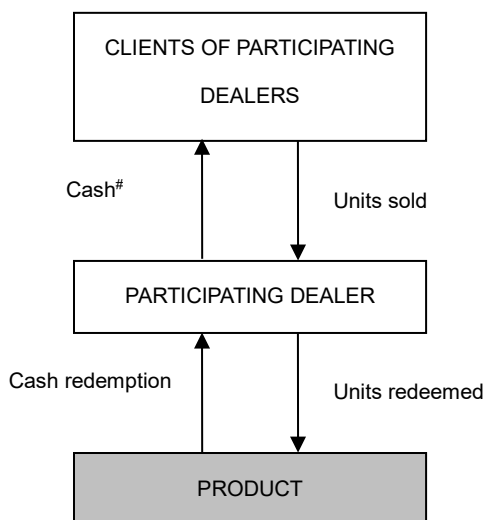 CLIENTS OF PARTICIPATING
DEALERS
Cash#
Units sold
PARTICIPATING DEALER
Cash redemption
Units redeemed
PRODUCT